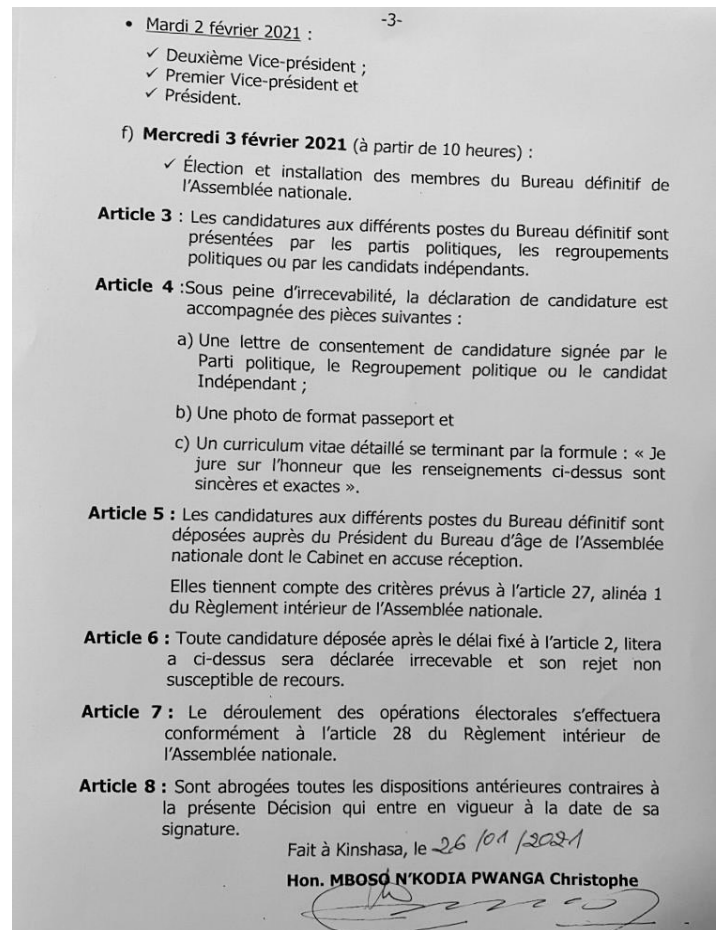 -3-
• Mardi 2 février 2021 :
✓ Deuxième Vice-président ;
✓ Premier Vice-président et
✓ Président.
f) Mercredi 3 février 2021 (à partir de 10 heures) :
✓ Élection et installation des membres du Bureau définitif de
l'Assemblée nationale.
Article 3 : Les candidatures aux différents postes du Bureau définitif sont
présentées par les partis politiques, les regroupements
politiques ou par les candidats indépendants.
Article 4 :Sous peine d'irrecevabilité, la déclaration de candidature est
accompagnée des pièces suivantes :
a) Une lettre de consentement de candidature signée par le
Parti politique, le Regroupement politique ou le candidat
Indépendant ;
b) Une photo de format passeport et
c) Un curriculum vitae détaillé se terminant par la formule : « Je
jure sur l'honneur que les renseignements ci-dessus sont
sincères et exactes ».
Article 5 : Les candidatures aux différents postes du Bureau définitif sont
déposées auprès du Président du Bureau d'âge de l'Assemblée
nationale dont le Cabinet en accuse réception.
Elles tiennent compte des critères prévus à l'article 27, alinéa 1
du Règlement intérieur de l'Assemblée nationale.
Article 6 : Toute candidature déposée après le délai fixé à l'article 2, litera
a ci-dessus sera déclarée irrecevable et son rejet non
susceptible de recours.
Article 7 : Le déroulement des opérations électorales s'effectuera
conformément à l'article 28 du Règlement intérieur de
l'Assemblée nationale.
Article 8 : Sont abrogées toutes les dispositions antérieures contraires à
la présente Décision qui entre en vigueur à la date de sa
signature.
Fait à Kinshasa, le 26/01/2021
Hon. MBOSO N'KODIA PWANGA Christophe